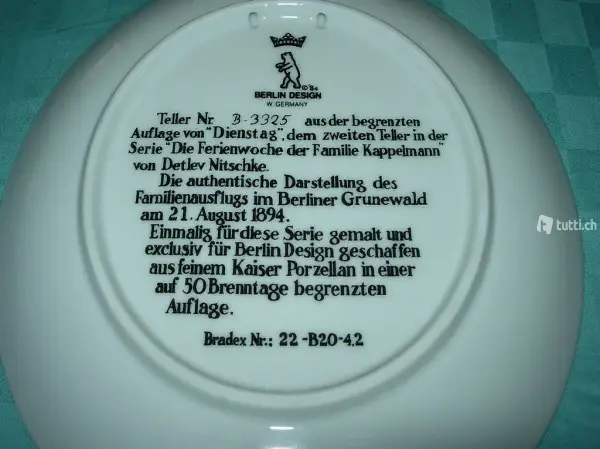 ©'84
BERLIN DESIGN
W. GERMANY
Teller Nr B-3325 aus der begrenzten
Auflage von "Dienstag", dem zweiten Teller in der
Serie "Die Ferienwoche der Familie Kappelmann"
von Detlev Nitschke.
Die authentische Darstellung des
Familienausflugs im Berliner Grunewald
am 21. August 1894.
Einmalig für diese Serie gemalt und
exclusiv für Berlin Design geschaffen
aus feinem Kaiser Porzellan in einer
auf 50 Brenntage begrenzten
Auflage.
Bradex Nr.: 22-B20-4.2
tutti.ch